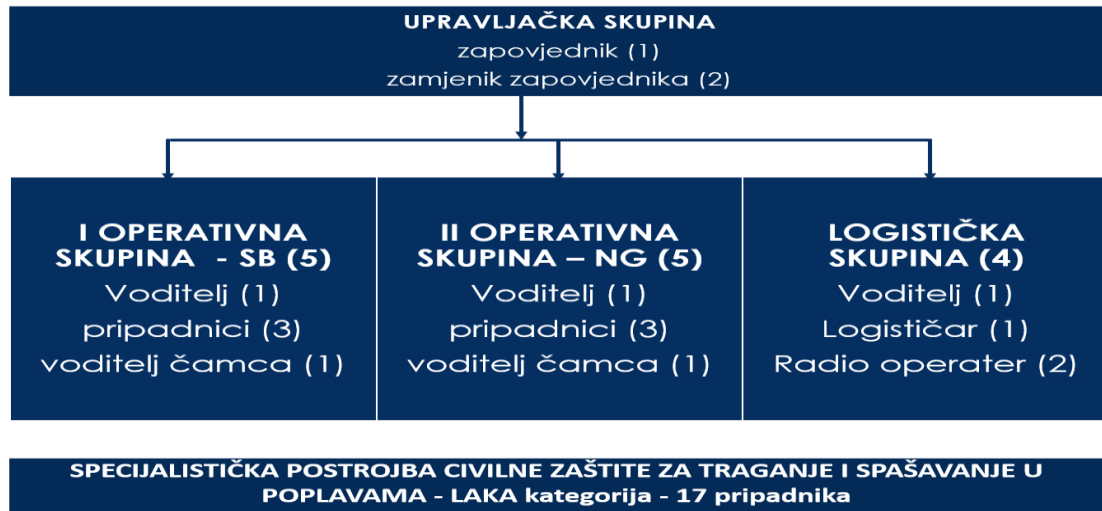 UPRAVLJAČKA SKUPINA
zapovjednik (1)
zamjenik zapovjednika (2)
I OPERATIVNA
SKUPINA - SB (5)
Voditelj (1)
pripadnici (3)
voditelj čamca (1)
II OPERATIVNA
SKUPINA – NG (5)
Voditelj (1)
pripadnici (3)
voditelj čamca (1)
LOGISTIČKA
SKUPINA (4)
Voditelj (1)
Logističar (1)
Radio operater (2)
SPECIJALISTIČKA POSTROJBA CIVILNE ZAŠTITE ZA TRAGANJE I SPAŠAVANJE U
POPLAVAMA - LAKA kategorija - 17 pripadnika